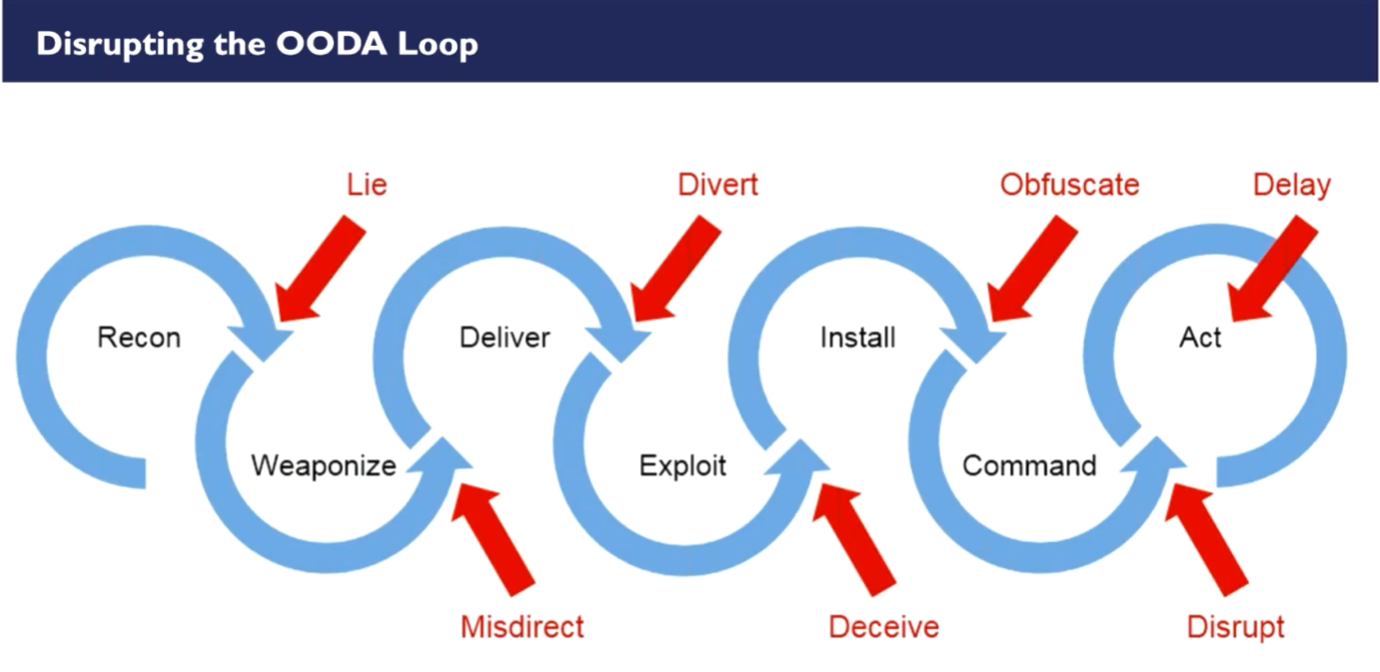 Disrupting the OODA Loop
Lie
Divert
Obfuscate
Delay
Recon
Deliver
Install
Act
Weaponize
Exploit
Command
Misdirect
Deceive
Disrupt